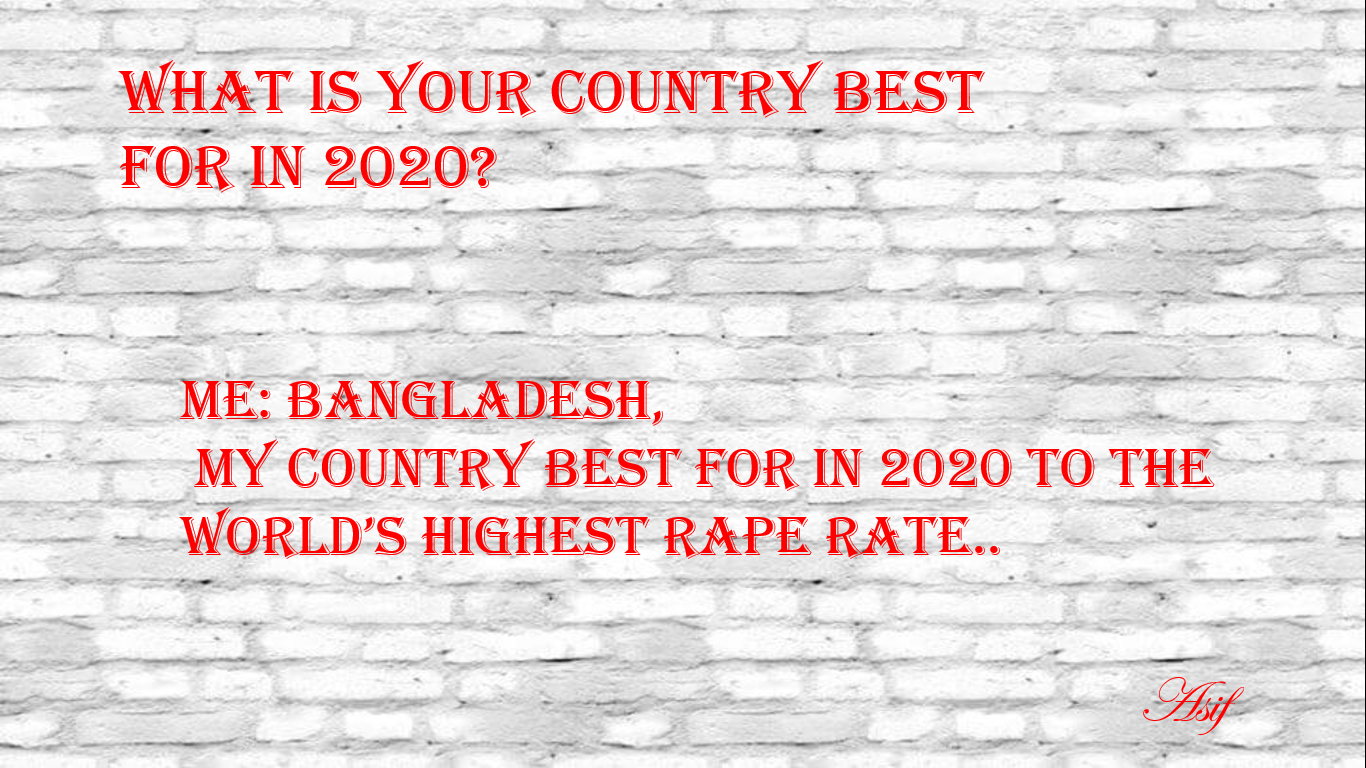 WHAT IS YOUR COUNTRY BEST
FOR IN 2020?
ME: BANGLADESH,
MY COUNTRY BEST FOR IN 2020 TO THE
WORLD'S HIGHEST RAPE RATE..
Asif